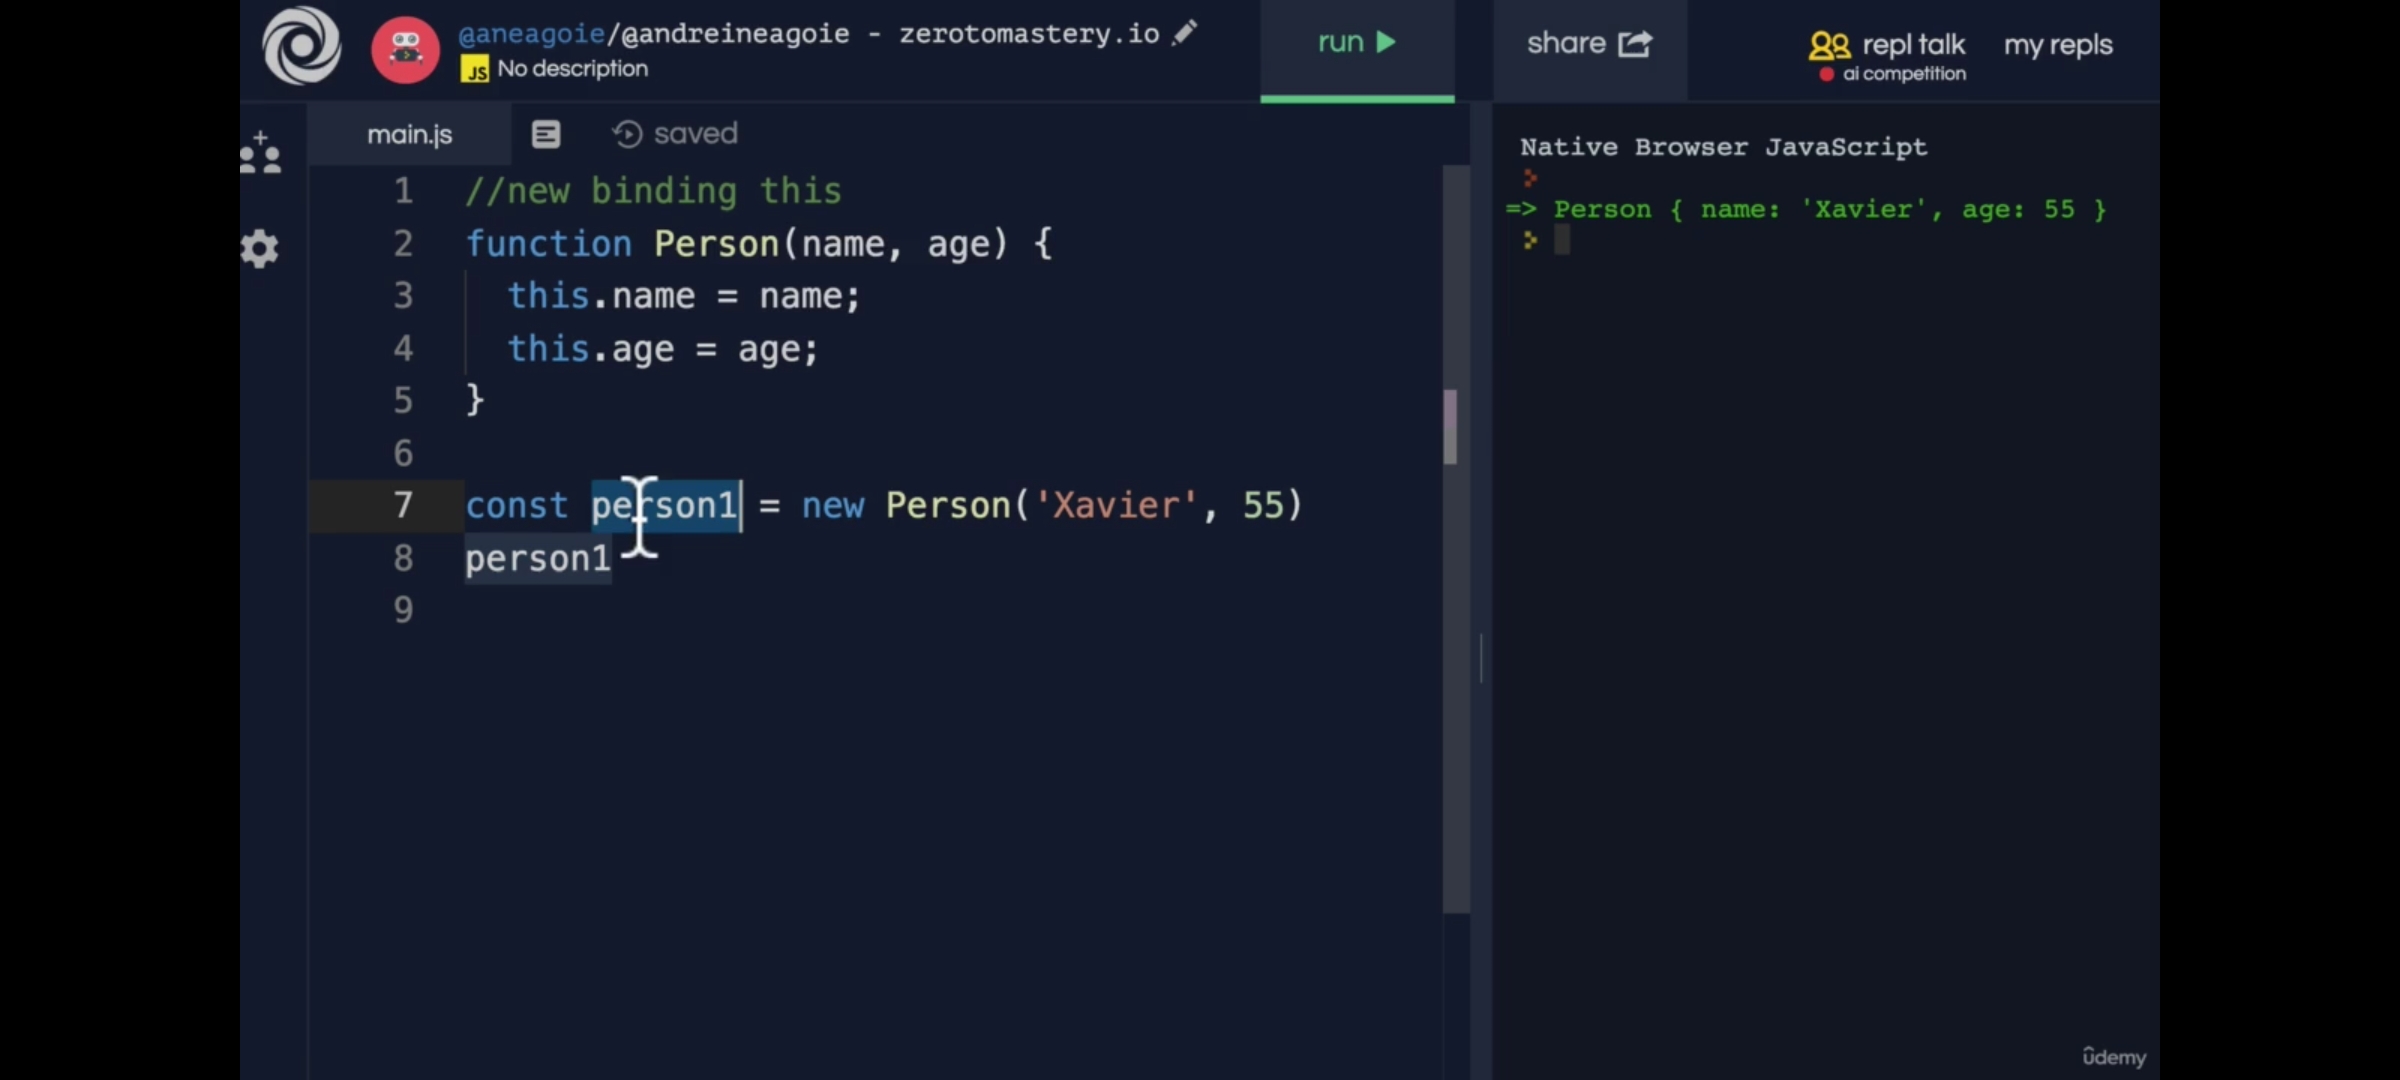 @aneagoie/@andreineagoie - zerotomastery.io
JS No description
run
share
repl talk
ai competition
my repls
main.js
saved
1 //new binding this
2 function Person(name, age) {
3 this.name = name;
4 this.age = age;
5 }
6
7 const person1 = new Person('Xavier', 55)
8 person1
9
Native Browser JavaScript
>
=> Person { name: 'Xavier', age: 55 }
>
ûdemy